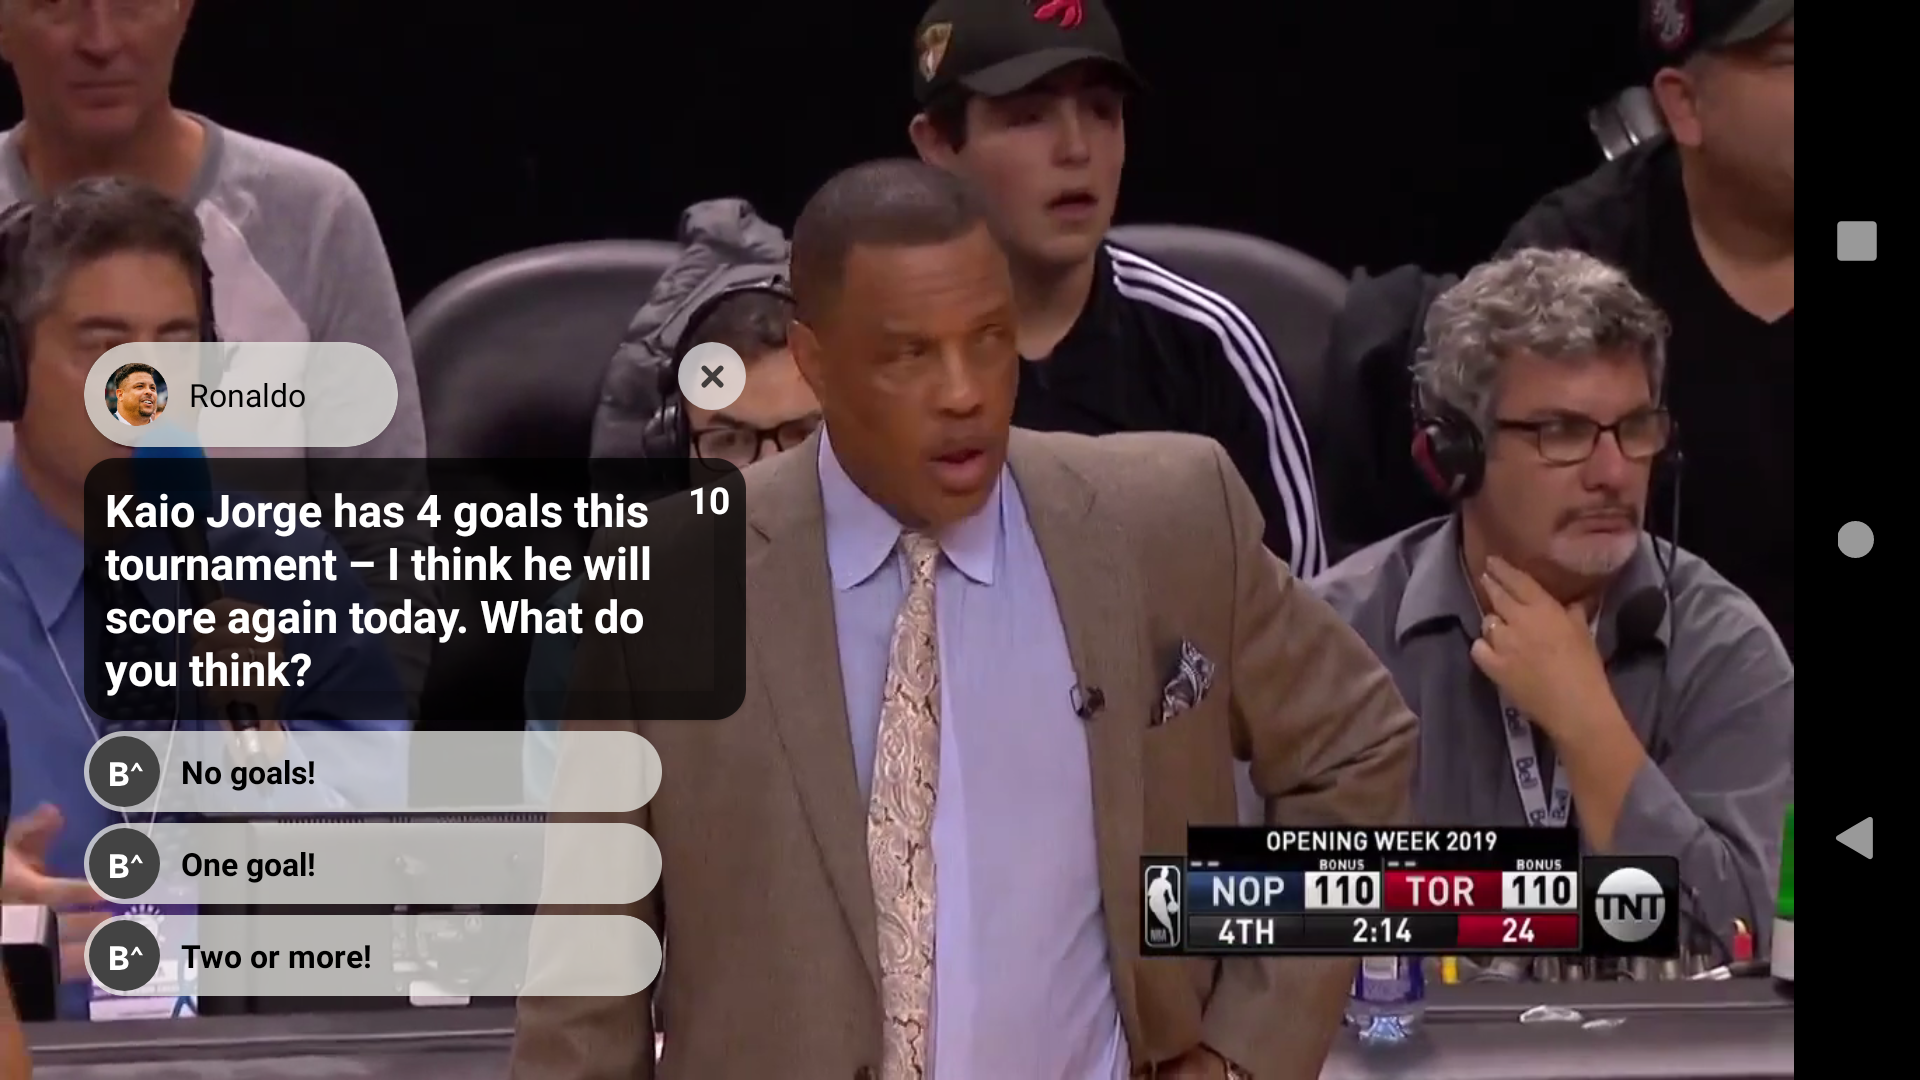 Ronaldo
Kaio Jorge has 4 goals this
tournament – I think he will
score again today. What do
you think?
10
B^ No goals!
B^ One goal!
B^ Two or more!
OPENING WEEK 2019
BONUS BONUS
NOP 110 TOR 110
4TH 2:14 24
NBA
TNT
Bell